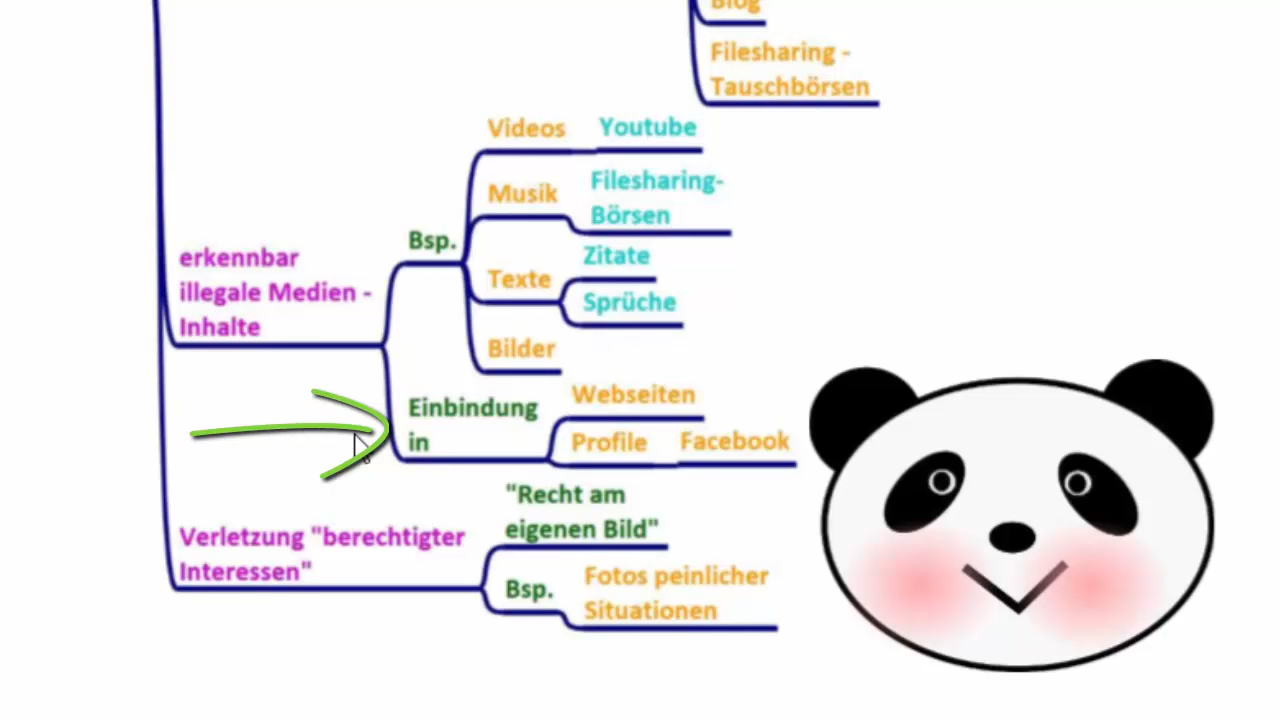 Blog
Filesharing -
Tauschbörsen
erkennbar
illegale Medien -
Inhalte
Bsp.
Videos
Youtube
Musik
Filesharing-
Börsen
Texte
Zitate
Sprüche
Bilder
Einbindung
in
Webseiten
Profile
Facebook
Verletzung "berechtigter
Interessen"
"Recht am
eigenen Bild"
Bsp.
Fotos peinlicher
Situationen